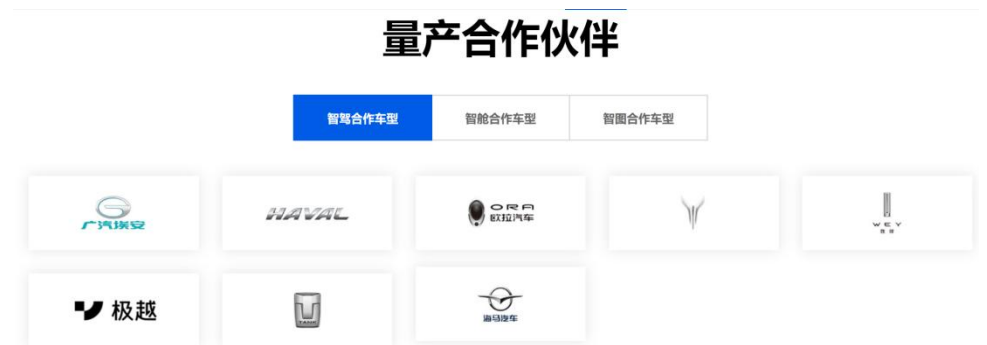 量产合作伙伴
智驾合作车型
智舱合作车型
智图合作车型
广汽埃安
HAVAL
ORA
欧拉汽车
WEY
极越
TANK
海马汽车